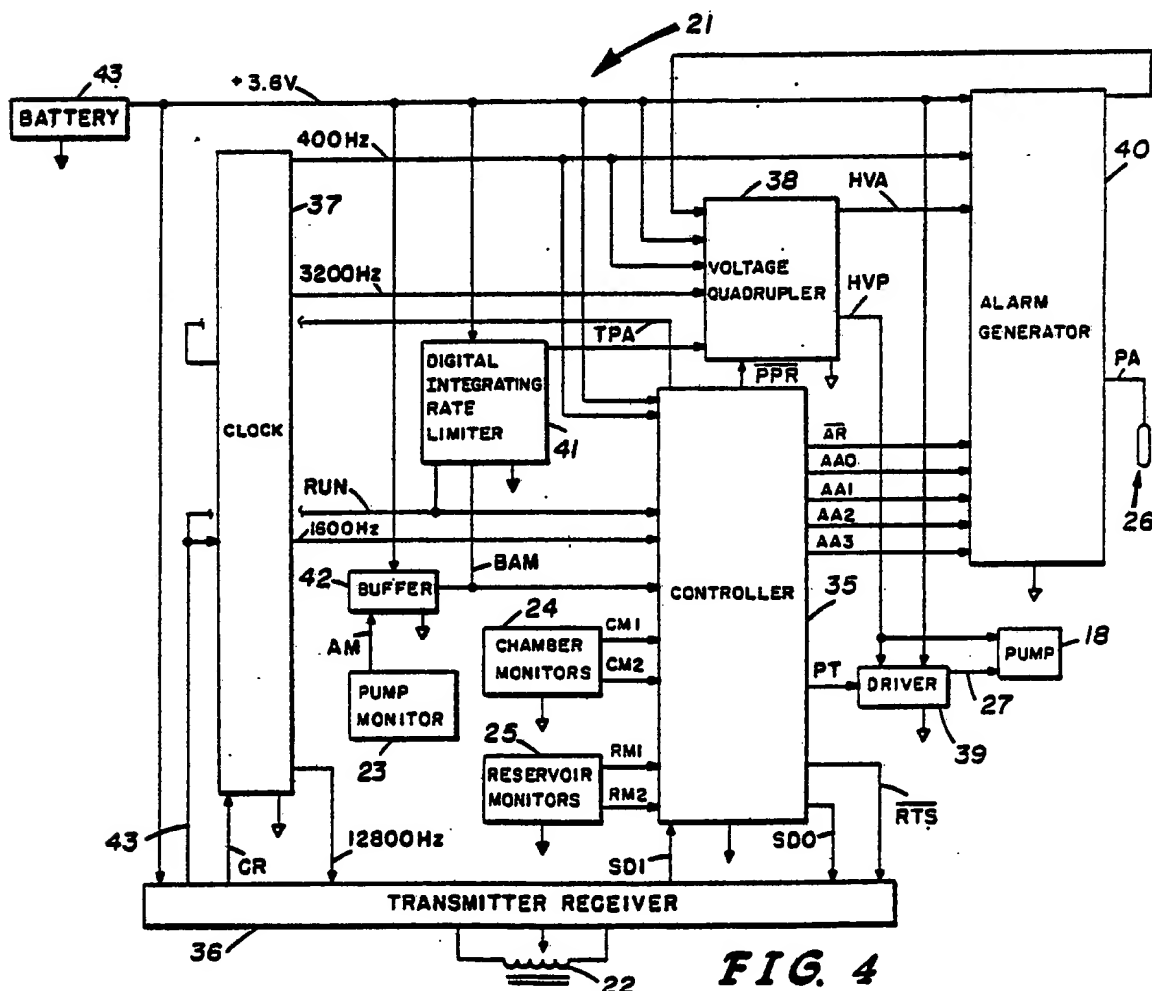 21
43
BATTERY
+3.6V
400Hz
40
37
38
HVA
3200Hz
VOLTAGE
QUADRUPLER
HVP
ALARM
GENERATOR
TPA
DIGITAL
INTEGRATING
RATE
LIMITER
PPR
PA
CLOCK
41
AR
AA0
AA1
AA2
AA3
26
RUN
1600Hz
BAM
42
BUFFER
CONTROLLER
35
24
CM1
CHAMBER
MONITORS
CM2
AM
PUMP
MONITOR
23
PT
DRIVER
PUMP
18
27
39
25
RM1
RESERVOIR
MONITORS
RM2
RTS
43
CR
12800Hz
SDI
SDO
TRANSMITTER RECEIVER
36
22
FIG. 4